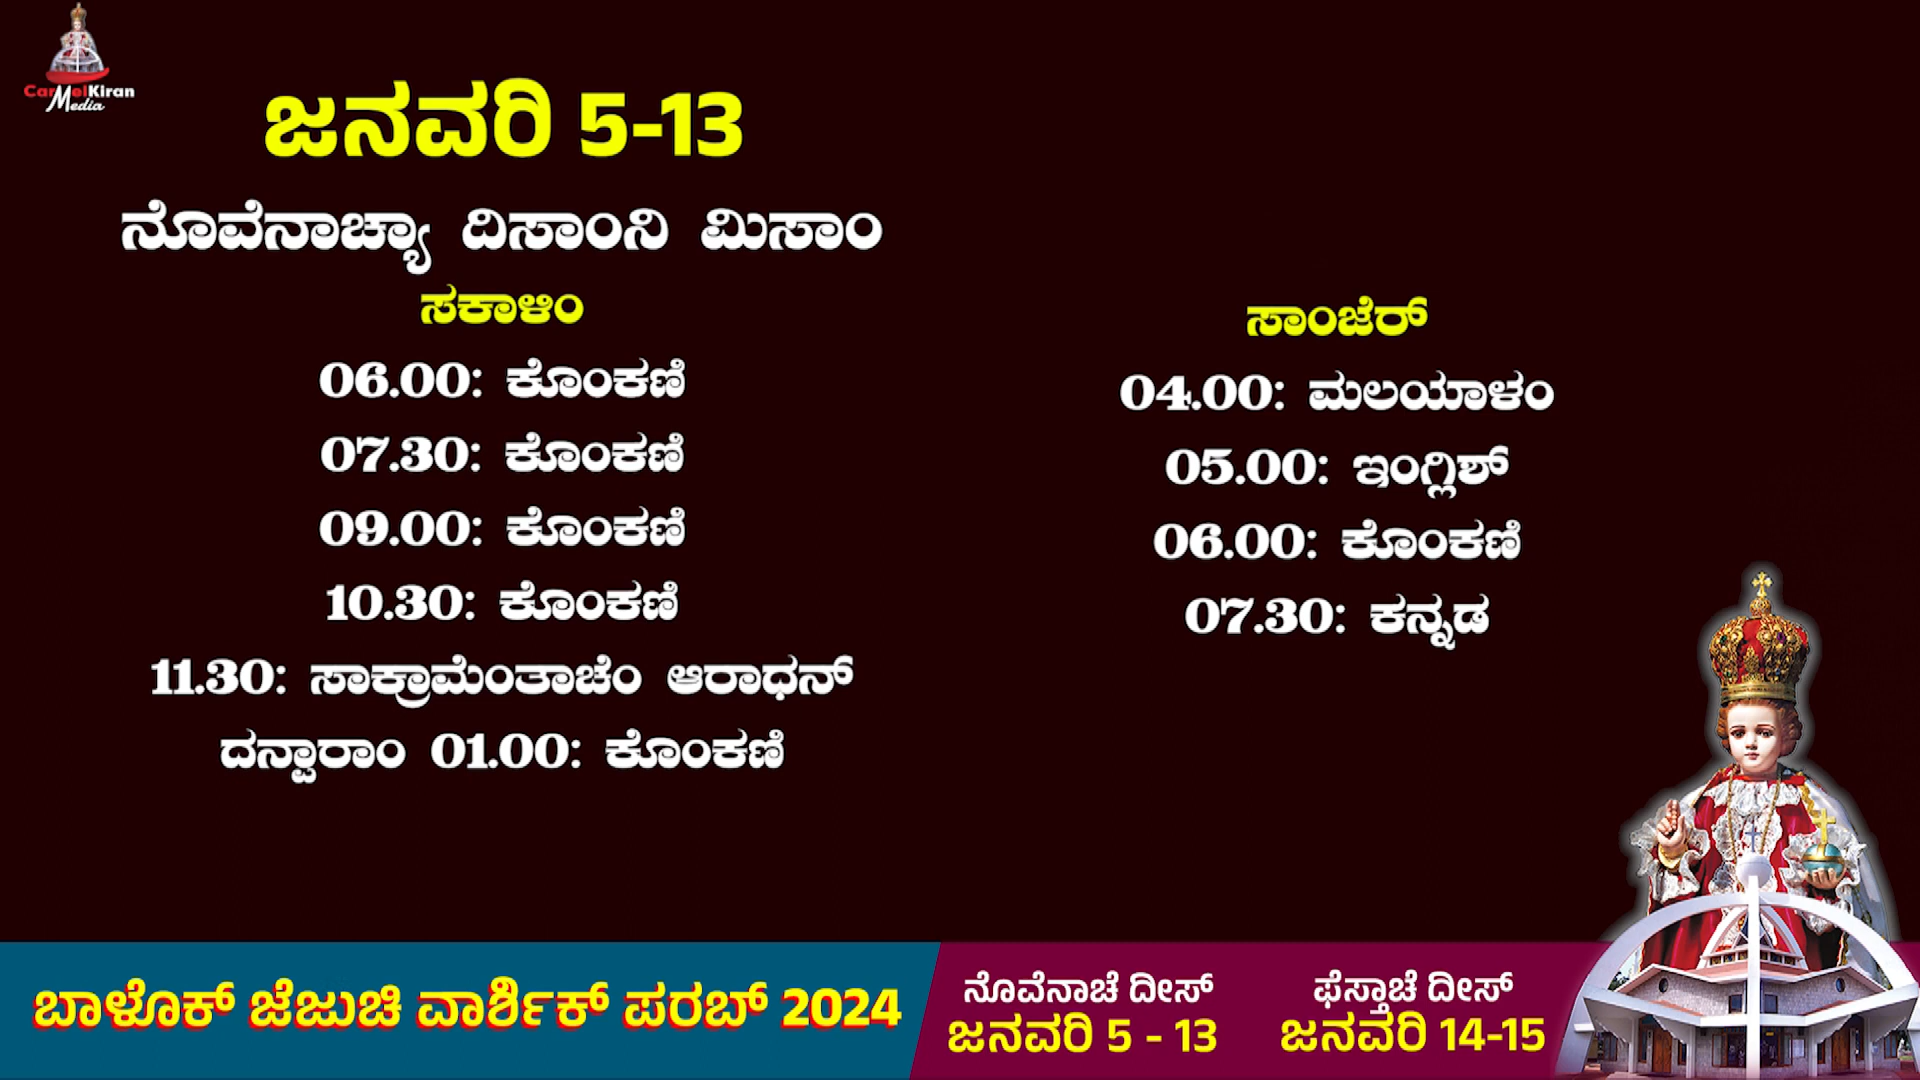 CarmelKiran
Media
ಜನವರಿ 5-13
ನೊವೆನಾಚ್ಯಾ ದಿಸಾಂನಿ ಮಿಸಾಂ
ಸಕಾಳಿಂ
06.00: ಕೊಂಕಣಿ
07.30: ಕೊಂಕಣಿ
09.00: ಕೊಂಕಣಿ
10.30: ಕೊಂಕಣಿ
11.30: ಸಾಕ್ರಾಮೆಂತಾಚೆಂ ಆರಾಧನ್
ದನ್ಪಾರಾಂ 01.00: ಕೊಂಕಣಿ
ಸಾಂಜೆರ್
04.00: ಮಲಯಾಳಂ
05.00: ಇಂಗ್ಲಿಶ್
06.00: ಕೊಂಕಣಿ
07.30: ಕನ್ನಡ
ಬಾಳೊಕ್ ಜೆಜುಚಿ ವಾರ್ಶಿಕ್ ಪರಬ್ 2024
ನೊವೆನಾಚೆ ದೀಸ್
ಜನವರಿ 5 - 13
ಫೆಸ್ತಾಚೆ ದೀಸ್
ಜನವರಿ 14-15